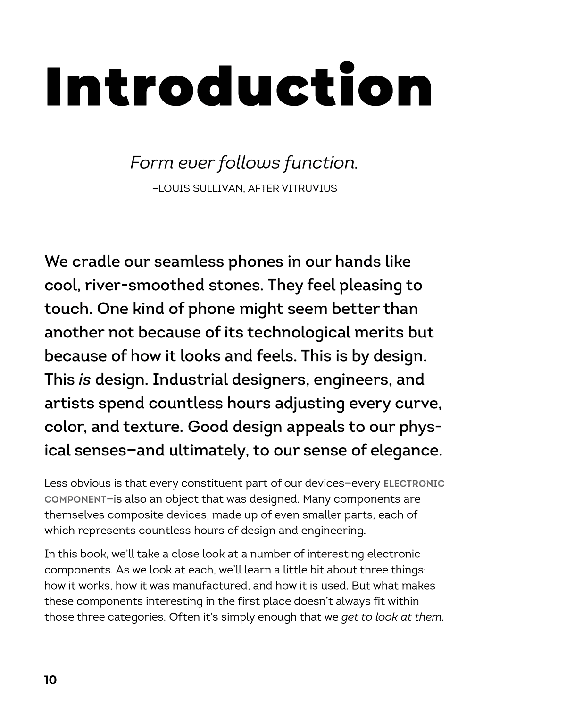 Introduction
Form ever follows function.
–LOUIS SULLIVAN, AFTER VITRUVIUS
We cradle our seamless phones in our hands like
cool, river-smoothed stones. They feel pleasing to
touch. One kind of phone might seem better than
another not because of its technological merits but
because of how it looks and feels. This is by design.
This is design. Industrial designers, engineers, and
artists spend countless hours adjusting every curve,
color, and texture. Good design appeals to our phys-
ical senses—and ultimately, to our sense of elegance.
Less obvious is that every constituent part of our devices—every ELECTRONIC
COMPONENT—is also an object that was designed. Many components are
themselves composite devices, made up of even smaller parts, each of
which represents countless hours of design and engineering.
In this book, we'll take a close look at a number of interesting electronic
components. As we look at each, we'll learn a little bit about three things:
how it works, how it was manufactured, and how it is used. But what makes
these components interesting in the first place doesn't always fit within
those three categories. Often it's simply enough that we get to look at them.
10